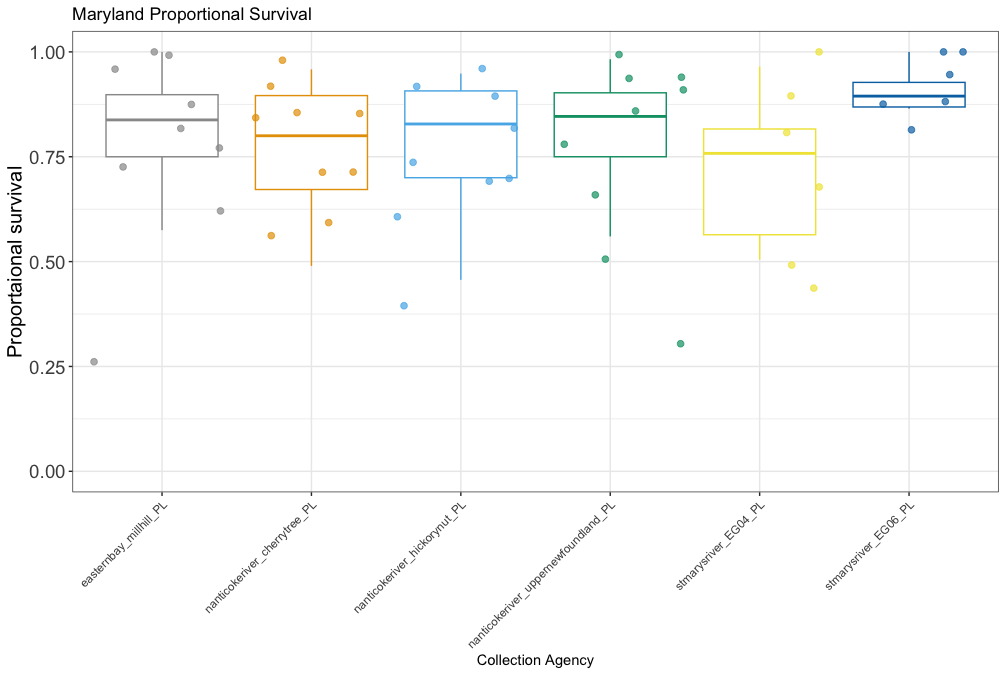 Maryland Proportional Survival
Proportaional survival
1.00
0.75
0.50
0.25
0.00
easternbay_millhill_PL
nanticokeriver_cherrytree_PL
nanticokeriver_hickorynut_PL
nanticokeriver_uppernewfoundland_PL
stmarysriver_EG04_PL
stmarysriver_EG06_PL
Collection Agency